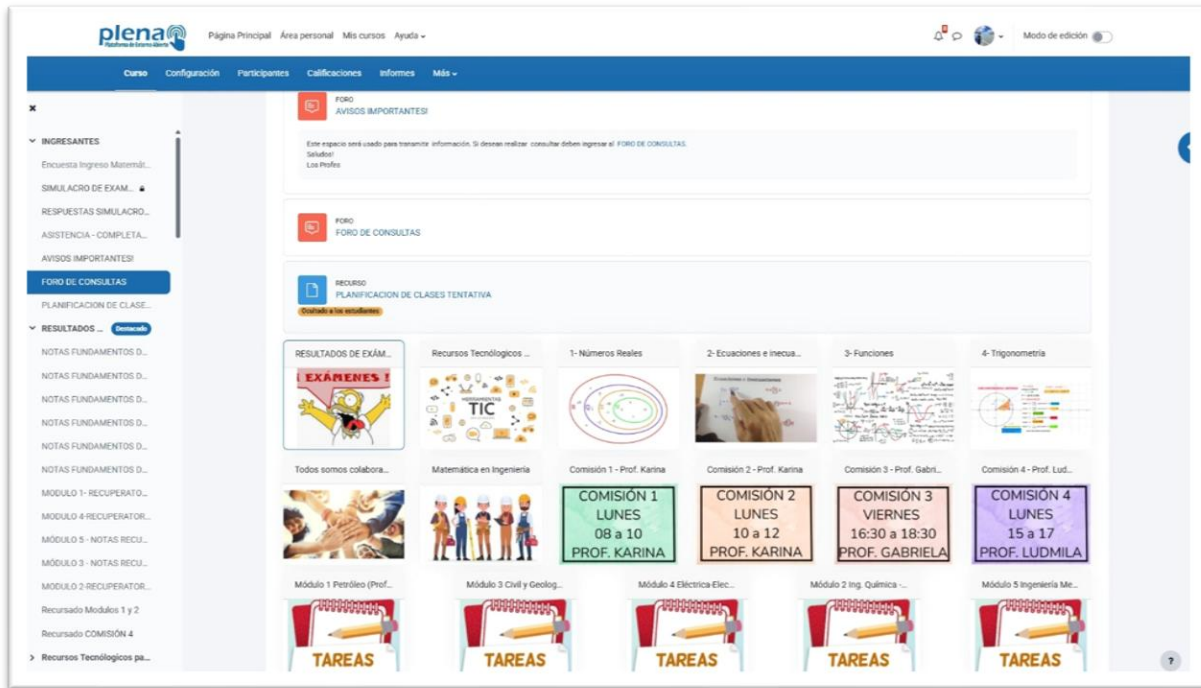 plena
Plataforma de Entorno Abierto
Página Principal Área personal Mis cursos Ayuda
Modo de edición
Curso Configuración Participantes Calificaciones Informes Más
INGRESANTES
Encuesta Ingreso Matemát...
SIMULACRO DE EXAM...
RESPUESTAS SIMULACRO...
ASISTENCIA - COMPLETA...
AVISOS IMPORTANTES!
FORO DE CONSULTAS
PLANIFICACION DE CLASE...
RESULTADOS ... Destacado
NOTAS FUNDAMENTOS D...
NOTAS FUNDAMENTOS D...
NOTAS FUNDAMENTOS D...
NOTAS FUNDAMENTOS D...
NOTAS FUNDAMENTOS D...
NOTAS FUNDAMENTOS D...
MODULO 1- RECUPERATO...
MODULO 4-RECUPERATOR...
MÓDULO 5 - NOTAS RECU...
MÓDULO 3 - NOTAS RECU...
MODULO 2-RECUPERATOR...
Recursado Modulos 1 y 2
Recursado COMISIÓN 4
Recursos Tecnólogicos pa...
FORO
AVISOS IMPORTANTES!
Este espacio será usado para transmite información. Si desean realizar consultar deben ingresar al FORO DE CONSULTAS.
Saludos!
Los Profes
FORO
FORO DE CONSULTAS
RECURSO
PLANIFICACION DE CLASES TENTATIVA
Ocultado a los estudiantes
RESULTADOS DE EXÁM... Recursos Tecnólogicos ... 1- Números Reales 2- Ecuaciones e inecua... 3- Funciones 4- Trigonometría
¡ EXÁMENES !
HERRAMIENTAS
TIC
Todos somos colabora... Matemática en Ingeniería Comisión 1 - Prof. Karina Comisión 2 - Prof. Karina Comisión 3 - Prof. Gabri... Comisión 4 - Prof. Lud...
COMISIÓN 1
LUNES
08 a 10
PROF. KARINA
COMISIÓN 2
LUNES
10 a 12
PROF. KARINA
COMISIÓN 3
VIERNES
16:30 a 18:30
PROF. GABRIELA
COMISIÓN 4
LUNES
15 a 17
PROF. LUDMILA
Módulo 1 Petróleo (Prof... Módulo 3 Civil y Geolog... Módulo 4 Eléctrica-Elec... Módulo 2 Ing. Química -... Módulo 5 Ingeniería Me...
TAREAS TAREAS TAREAS TAREAS TAREAS
?